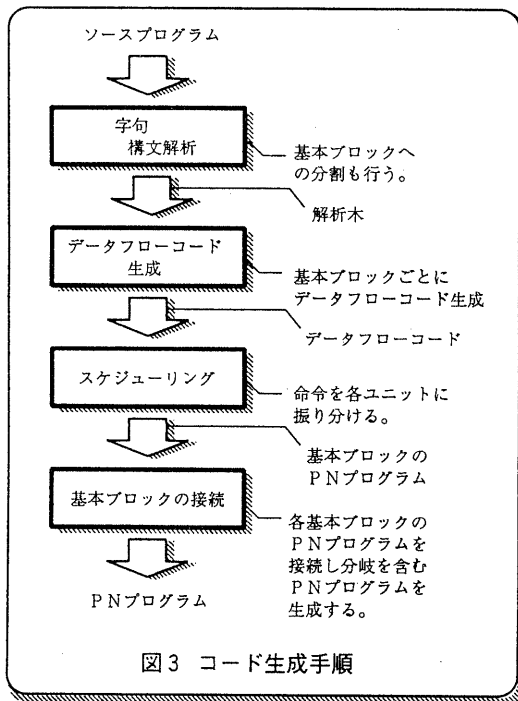 ソースプログラム
字句
構文解析
基本ブロックへ
の分割も行う。
解析木
データフローコード
生成
基本ブロックごとに
データフローコード生成
データフローコード
スケジューリング
命令を各ユニットに
振り分ける。
基本ブロックの
PNプログラム
基本ブロックの接続
各基本ブロックの
PNプログラムを
接続し分岐を含む
PNプログラムを
生成する。
PNプログラム
図3 コード生成手順